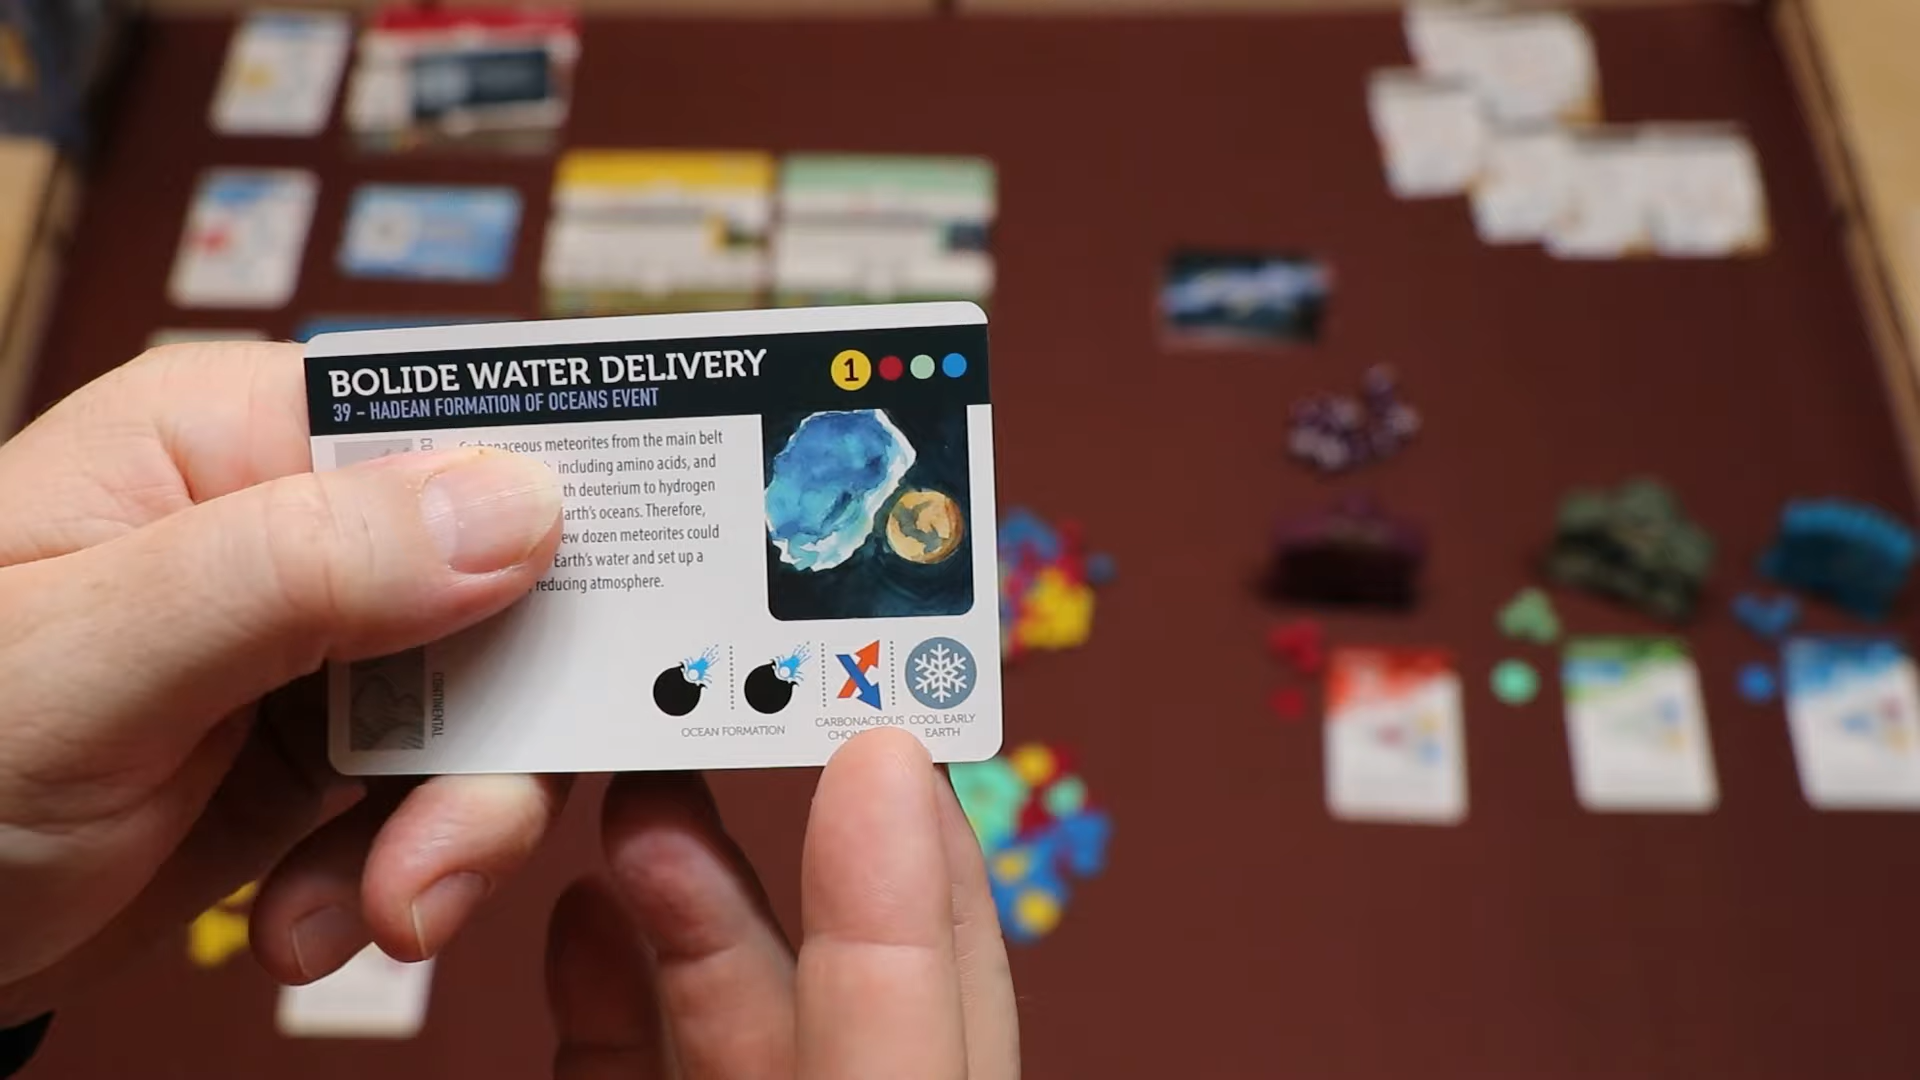 BOLIDE WATER DELIVERY
1
39 – HADEAN FORMATION OF OCEANS EVENT
meteorites from the main belt
including amino acids, and
deuterium to hydrogen
oceans. Therefore,
dozen meteorites could
Earth's water and set up a
reducing atmosphere.
CONTINENTAL
OCEAN FORMATION
CARBONACEOUS
COOL EARLY
EARTH